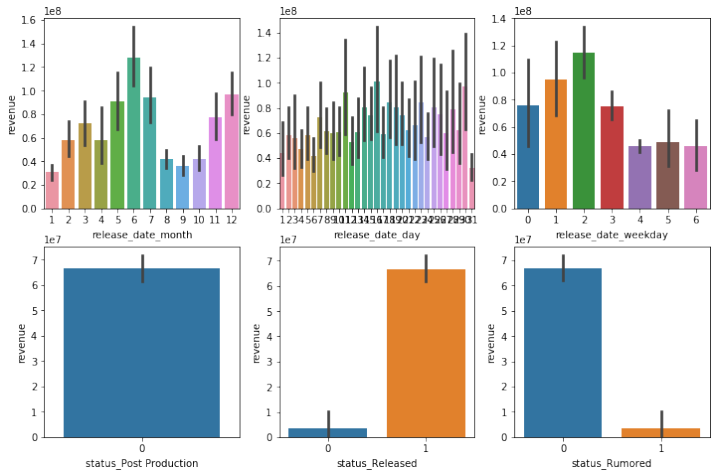 1e8
1.6
1.4
1.2
1.0
0.8
0.6
0.4
0.2
0.0
revenue
1 2 3 4 5 6 7 8 9 10 11 12
release_date_month
1e8
1.4
1.2
1.0
0.8
0.6
0.4
0.2
0.0
revenue
release_date_day
1e8
1.4
1.2
1.0
0.8
0.6
0.4
0.2
0.0
revenue
0 1 2 3 4 5 6
release_date_weekday
1e7
7
6
5
4
3
2
1
0
revenue
0
status_Post Production
1e7
7
6
5
4
3
2
1
0
revenue
0 1
status_Released
1e7
7
6
5
4
3
2
1
0
revenue
0 1
status_Rumored